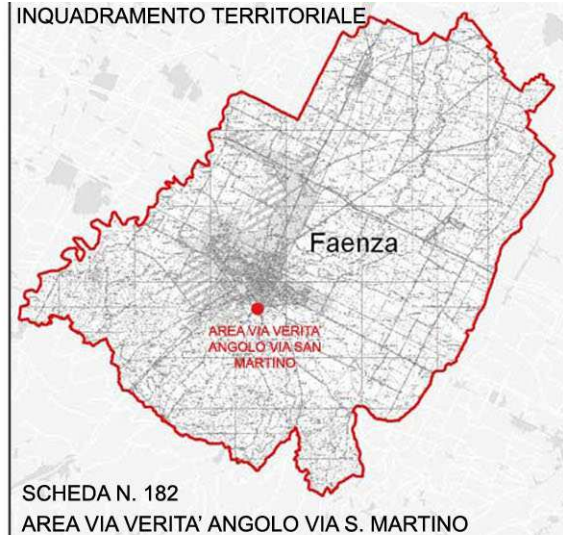 INQUADRAMENTO TERRITORIALE
Faenza
AREA VIA VERITA'
ANGOLO VIA SAN
MARTINO
SCHEDA N. 182
AREA VIA VERITA' ANGOLO VIA S. MARTINO